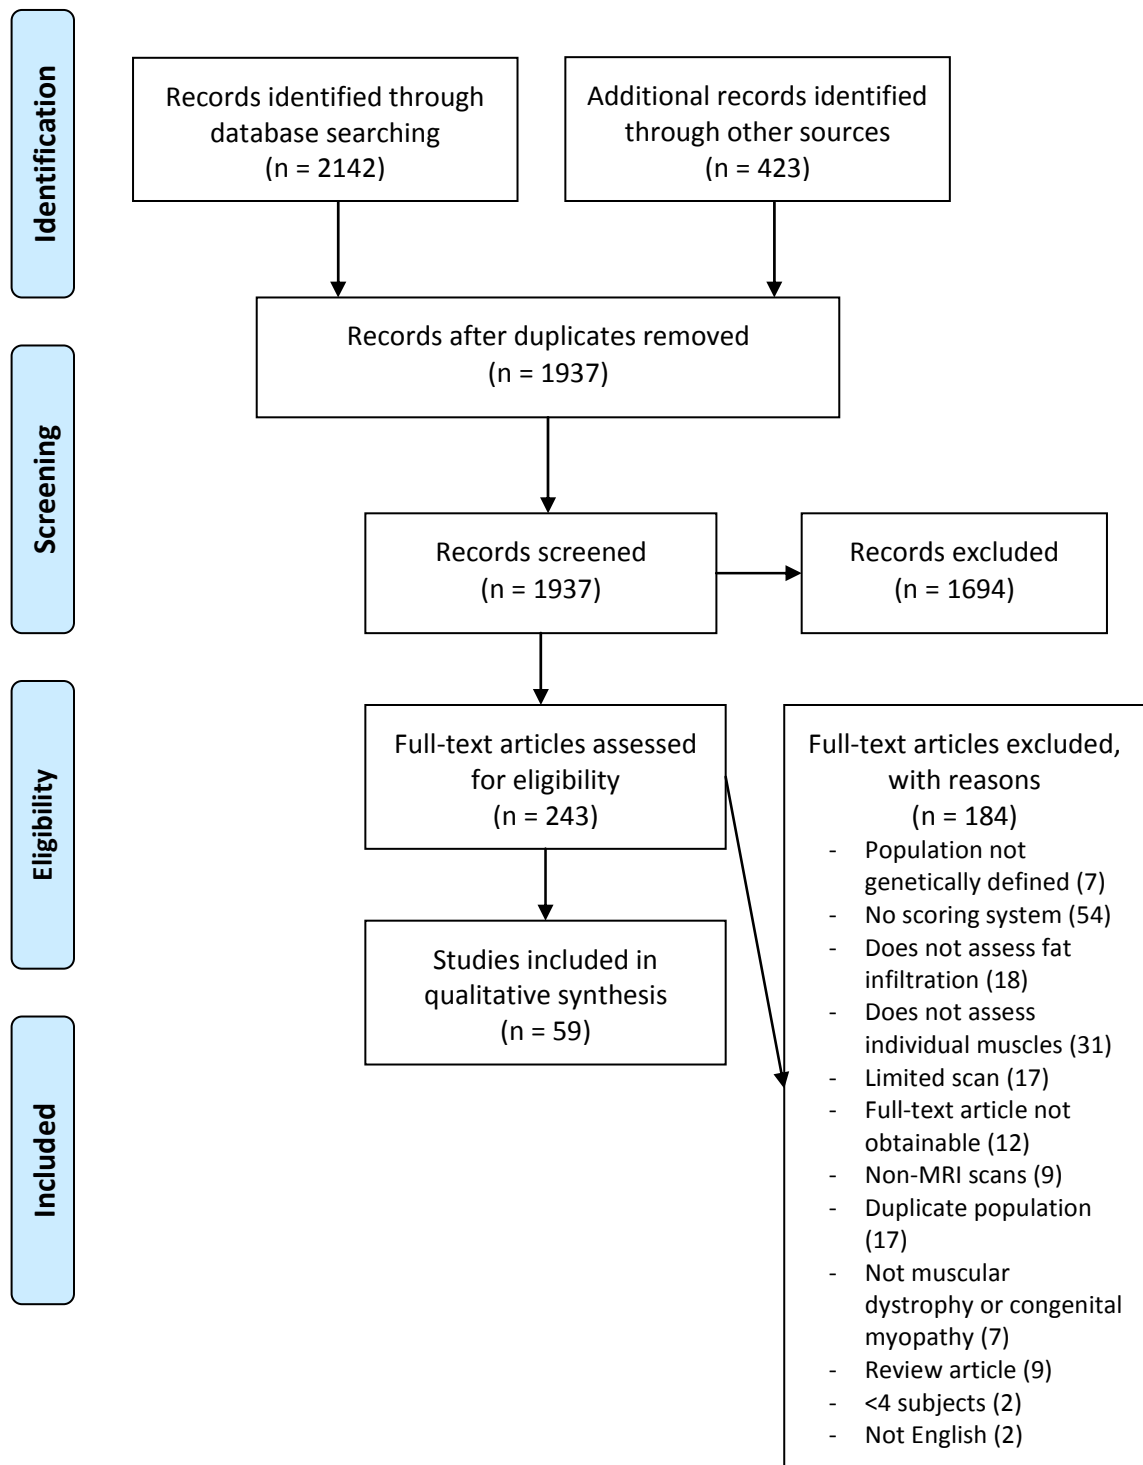 Identification
Records identified through
database searching
(n = 2142)
Additional records identified
through other sources
(n = 423)
Records after duplicates removed
(n = 1937)
Screening
Records screened
(n = 1937)
Records excluded
(n = 1694)
Eligibility
Full-text articles assessed
for eligibility
(n = 243)
Full-text articles excluded,
with reasons
(n = 184)
- Population not
genetically defined (7)
- No scoring system (54)
- Does not assess fat
infiltration (18)
- Does not assess
individual muscles (31)
- Limited scan (17)
- Full-text article not
obtainable (12)
- Non-MRI scans (9)
- Duplicate population
(17)
- Not muscular
dystrophy or congenital
myopathy (7)
- Review article (9)
- <4 subjects (2)
- Not English (2)
Included
Studies included in
qualitative synthesis
(n = 59)